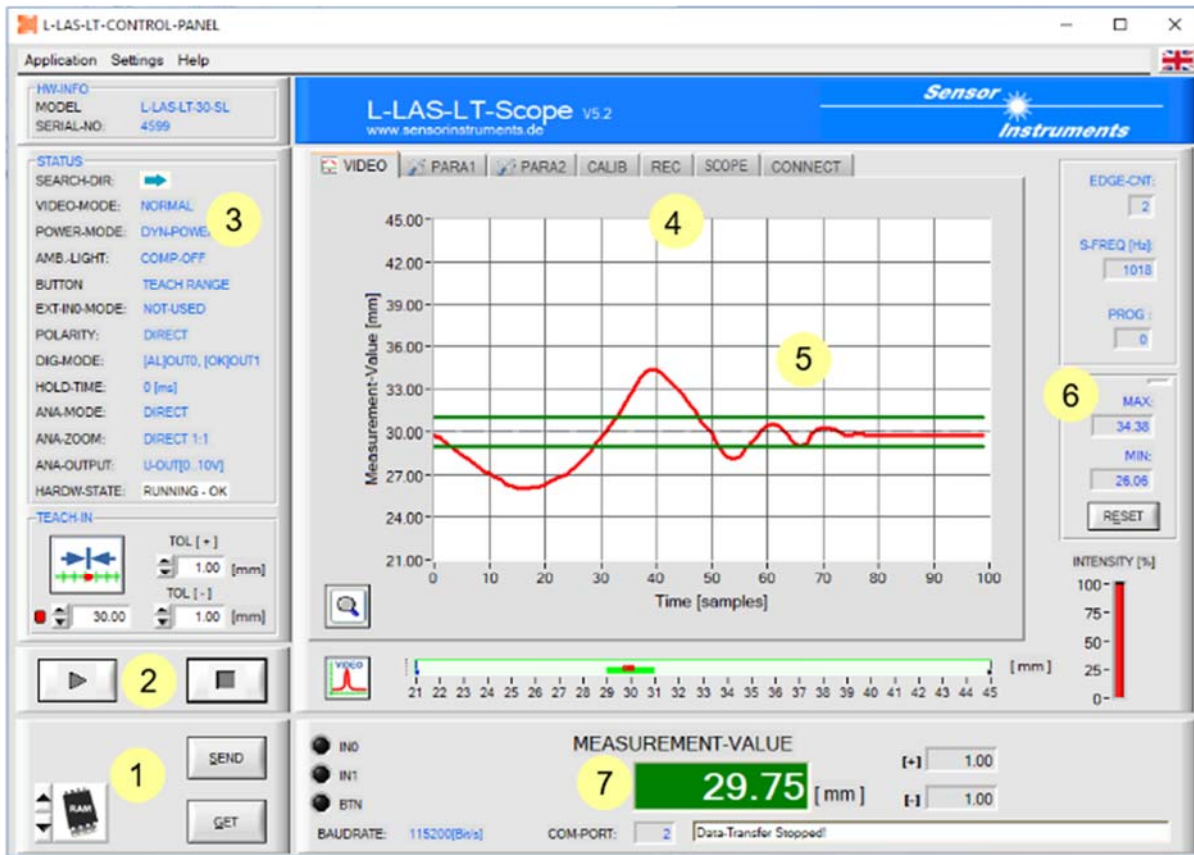 L-LAS-LT-CONTROL-PANEL
Application Settings Help
HW-INFO
MODEL L-LAS-LT-30-SL
SERIAL-NO: 4599
L-LAS-LT-Scope V5.2
www.sensorinstruments.de
Sensor
Instruments
STATUS
SEARCH-DIR:
VIDEO-MODE: NORMAL
POWER-MODE: DYN-POWER
AMB.-LIGHT: COMP-OFF
BUTTON TEACH RANGE
EXT-IN0-MODE: NOT-USED
POLARITY: DIRECT
DIG-MODE: [AL]OUT0, [OK]OUT1
HOLD-TIME: 0 [ms]
ANA-MODE: DIRECT
ANA-ZOOM: DIRECT 1:1
ANA-OUTPUT: U-OUT[0..10V]
HARDW-STATE: RUNNING - OK
3
TEACH-IN
TOL [ + ]
1.00 [mm]
TOL [ - ]
30.00 1.00 [mm]
2
1
RAM
SEND
GET
VIDEO PARA1 PARA2 CALIB REC SCOPE CONNECT
4
5
Measurement-Value [mm]
45.00
42.00
39.00
36.00
33.00
30.00
27.00
24.00
21.00
0 10 20 30 40 50 60 70 80 90 100
Time [samples]
VIDEO
[ mm ]
21 22 23 24 25 26 27 28 29 30 31 32 33 34 35 36 37 38 39 40 41 42 43 44 45
EDGE-CNT:
2
S-FREQ [Hz]:
1018
PROG :
0
6
MAX:
34.38
MIN:
26.06
RESET
INTENSITY [%]
100
75
50
25
0
IN0
IN1
BTN
MEASUREMENT-VALUE
7
29.75 [ mm ]
[+] 1.00
[-] 1.00
BAUDRATE: 115200[Bit/s] COM-PORT: 2 Data-Transfer Stopped!